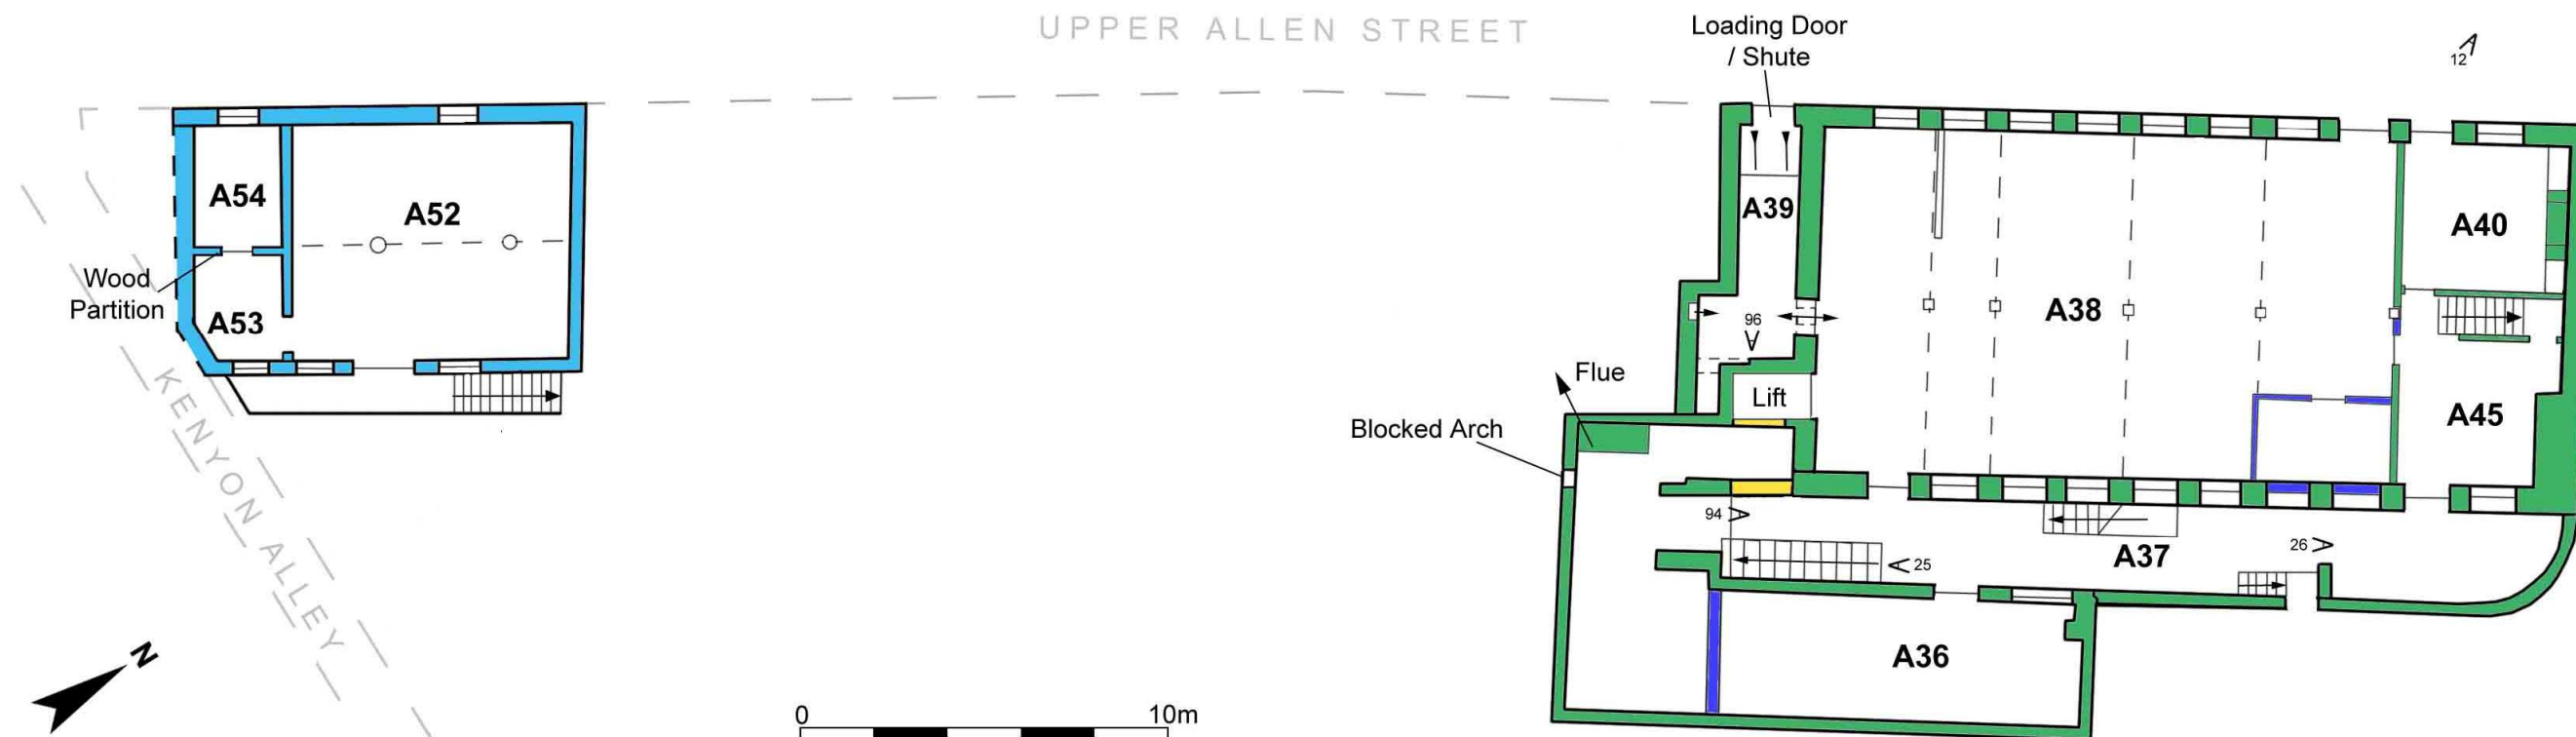 UPPER ALLEN STREET
Loading Door
/ Shute
12
A54
A52
A39
A40
Wood
Partition
A53
A38
96
Flue
Lift
A45
Blocked Arch
KENYON ALLEY
94
25
26
A37
N
A36
0
10m